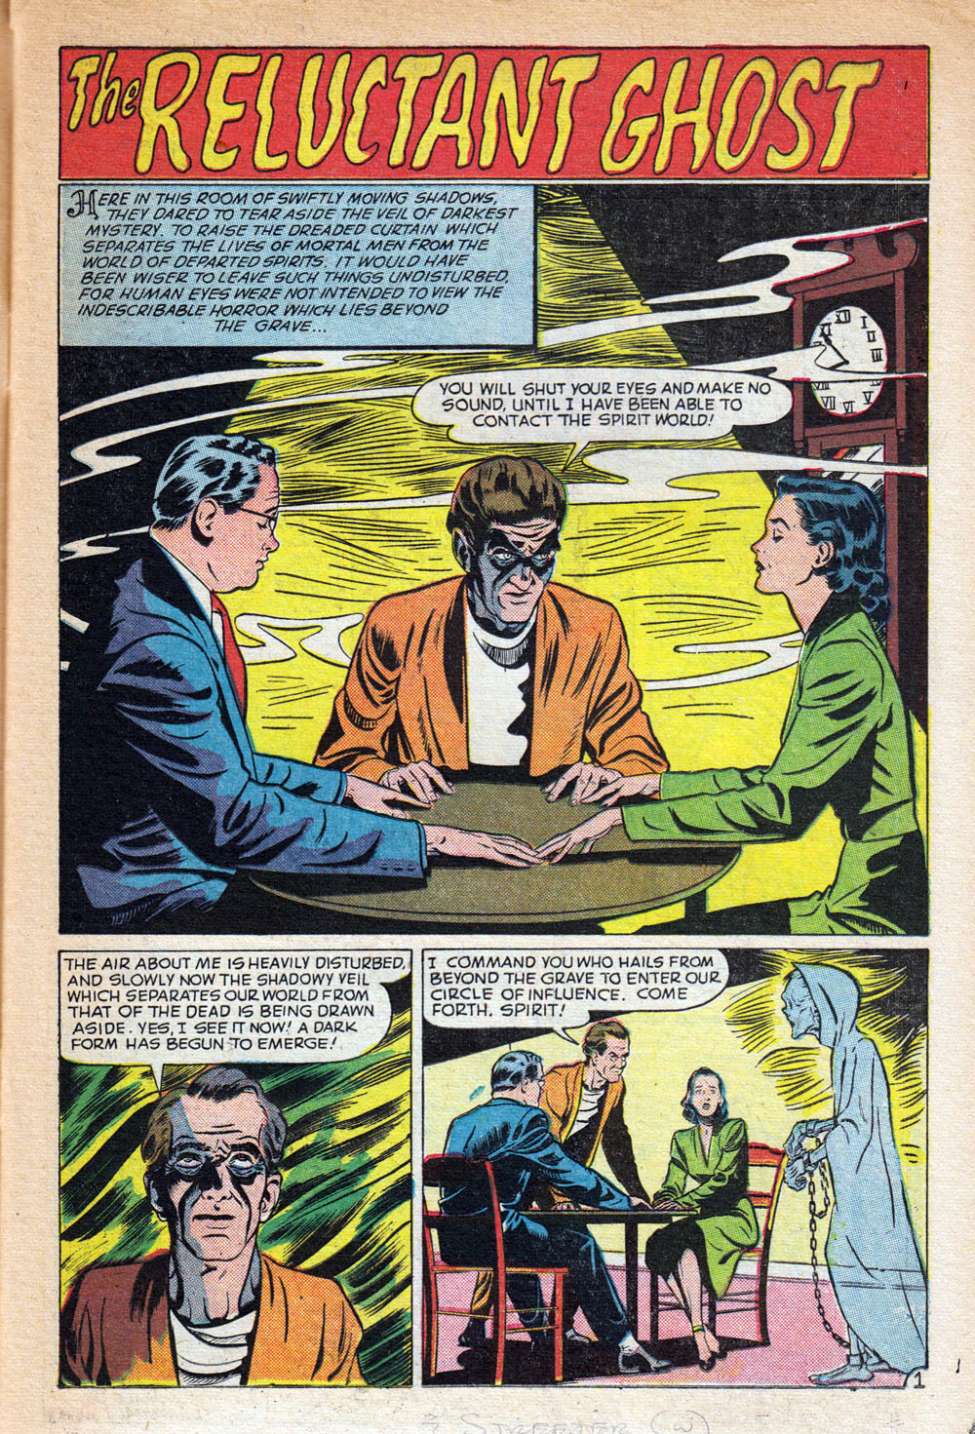 The RELUCTANT GHOST
HERE IN THIS ROOM OF SWIFTLY MOVING SHADOWS,
THEY DARED TO TEAR ASIDE THE VEIL OF DARKEST
MYSTERY. TO RAISE THE DREADED CURTAIN WHICH
SEPARATES THE LIVES OF MORTAL MEN FROM THE
WORLD OF DEPARTED SPIRITS. IT WOULD HAVE
BEEN WISER TO LEAVE SUCH THINGS UNDISTURBED,
FOR HUMAN EYES WERE NOT INTENDED TO VIEW THE
INDESCRIBABLE HORROR WHICH LIES BEYOND
THE GRAVE...
YOU WILL SHUT YOUR EYES AND MAKE NO
SOUND, UNTIL I HAVE BEEN ABLE TO
CONTACT THE SPIRIT WORLD!
THE AIR ABOUT ME IS HEAVILY DISTURBED,
AND SLOWLY NOW THE SHADOWY VEIL
WHICH SEPARATES OUR WORLD FROM
THAT OF THE DEAD IS BEING DRAWN
ASIDE. YES, I SEE IT NOW! A DARK
FORM HAS BEGUN TO EMERGE!
I COMMAND YOU WHO HAILS FROM
BEYOND THE GRAVE TO ENTER OUR
CIRCLE OF INFLUENCE. COME
FORTH, SPIRIT!
1
STREETER (W)